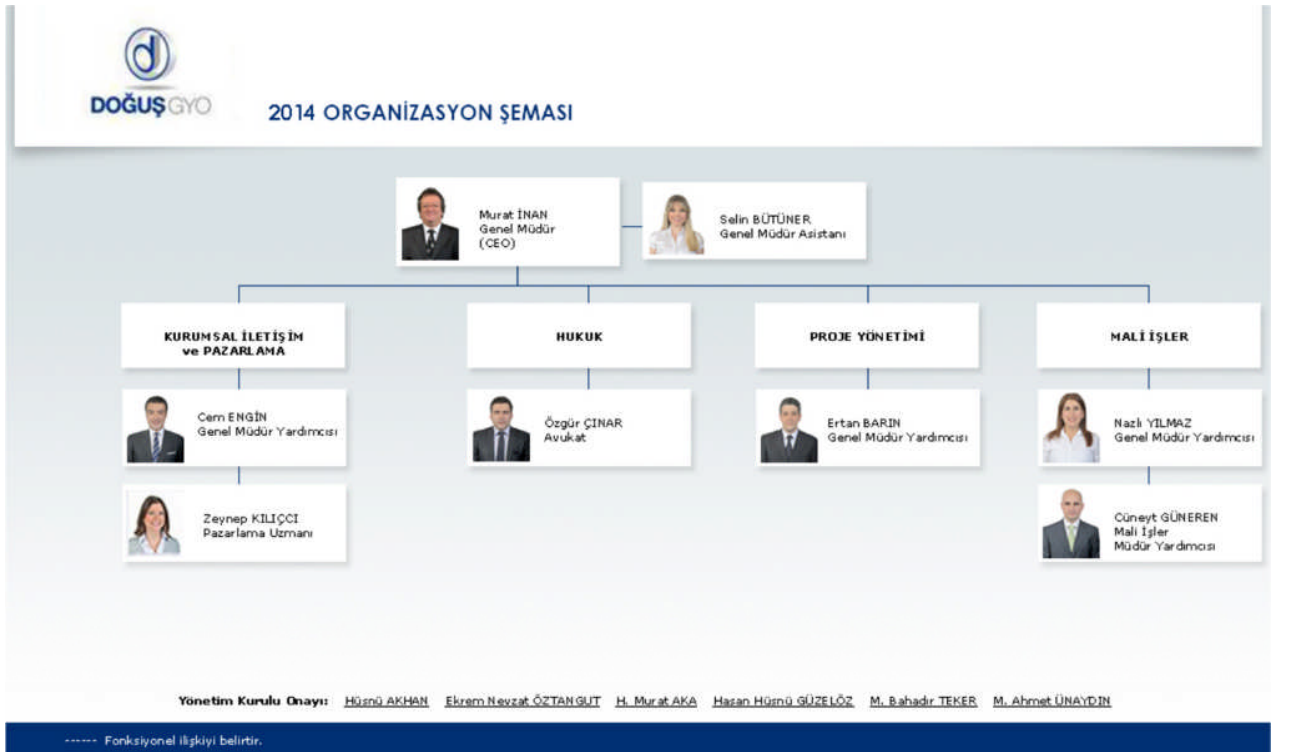 DOĞUŞ GYO
2014 ORGANİZASYON ŞEMASI
Murat İNAN
Genel Müdür
(CEO)
Selin BÜTÜNER
Genel Müdür Asistanı
KURUMSAL İLETİŞİM
ve PAZARLAMA
HUKUK
PROJE YÖNETİMİ
MALİ İŞLER
Cem ENGİN
Genel Müdür Yardımcısı
Özgür ÇINAR
Avukat
Ertan BARIN
Genel Müdür Yardımcısı
Nazlı YILMAZ
Genel Müdür Yardımcısı
Zeynep KILIÇCI
Pazarlama Uzmanı
Cüneyt GÜNEREN
Mali İşler
Müdür Yardımcısı
Yönetim Kurulu Onayı: Hüsnü AKHAN Ekrem Nevzat ÖZTANGUT H. Murat AKA Hasan Hüsnü GÜZELÖZ M. Bahadır TEKER M. Ahmet ÜNAYDIN
------ Fonksiyonel ilişkiyi belirtir.